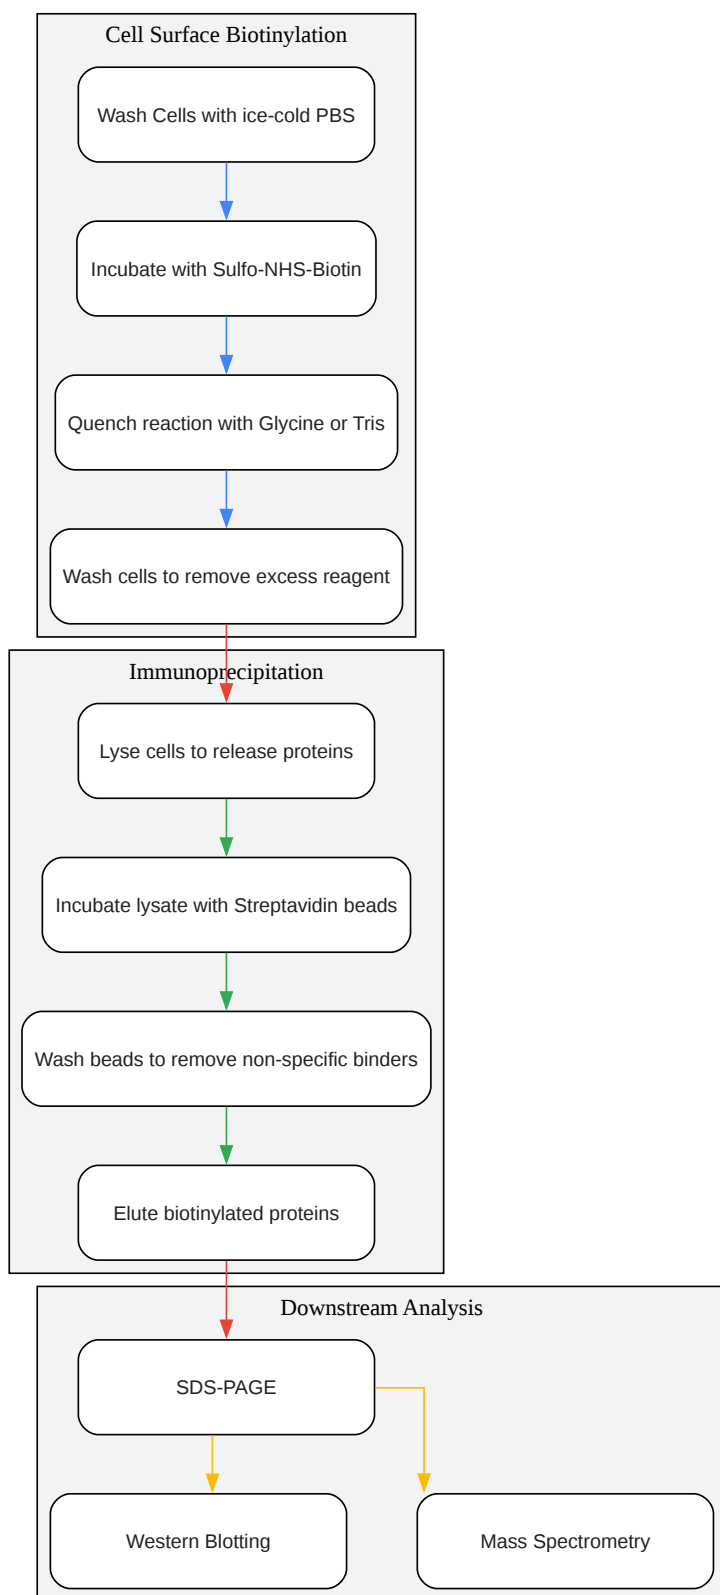 Cell Surface Biotinylation
Wash Cells with ice-cold PBS
Incubate with Sulfo-NHS-Biotin
Quench reaction with Glycine or Tris
Wash cells to remove excess reagent
Immunoprecipitation
Lyse cells to release proteins
Incubate lysate with Streptavidin beads
Wash beads to remove non-specific binders
Elute biotinylated proteins
Downstream Analysis
SDS-PAGE
Western Blotting
Mass Spectrometry